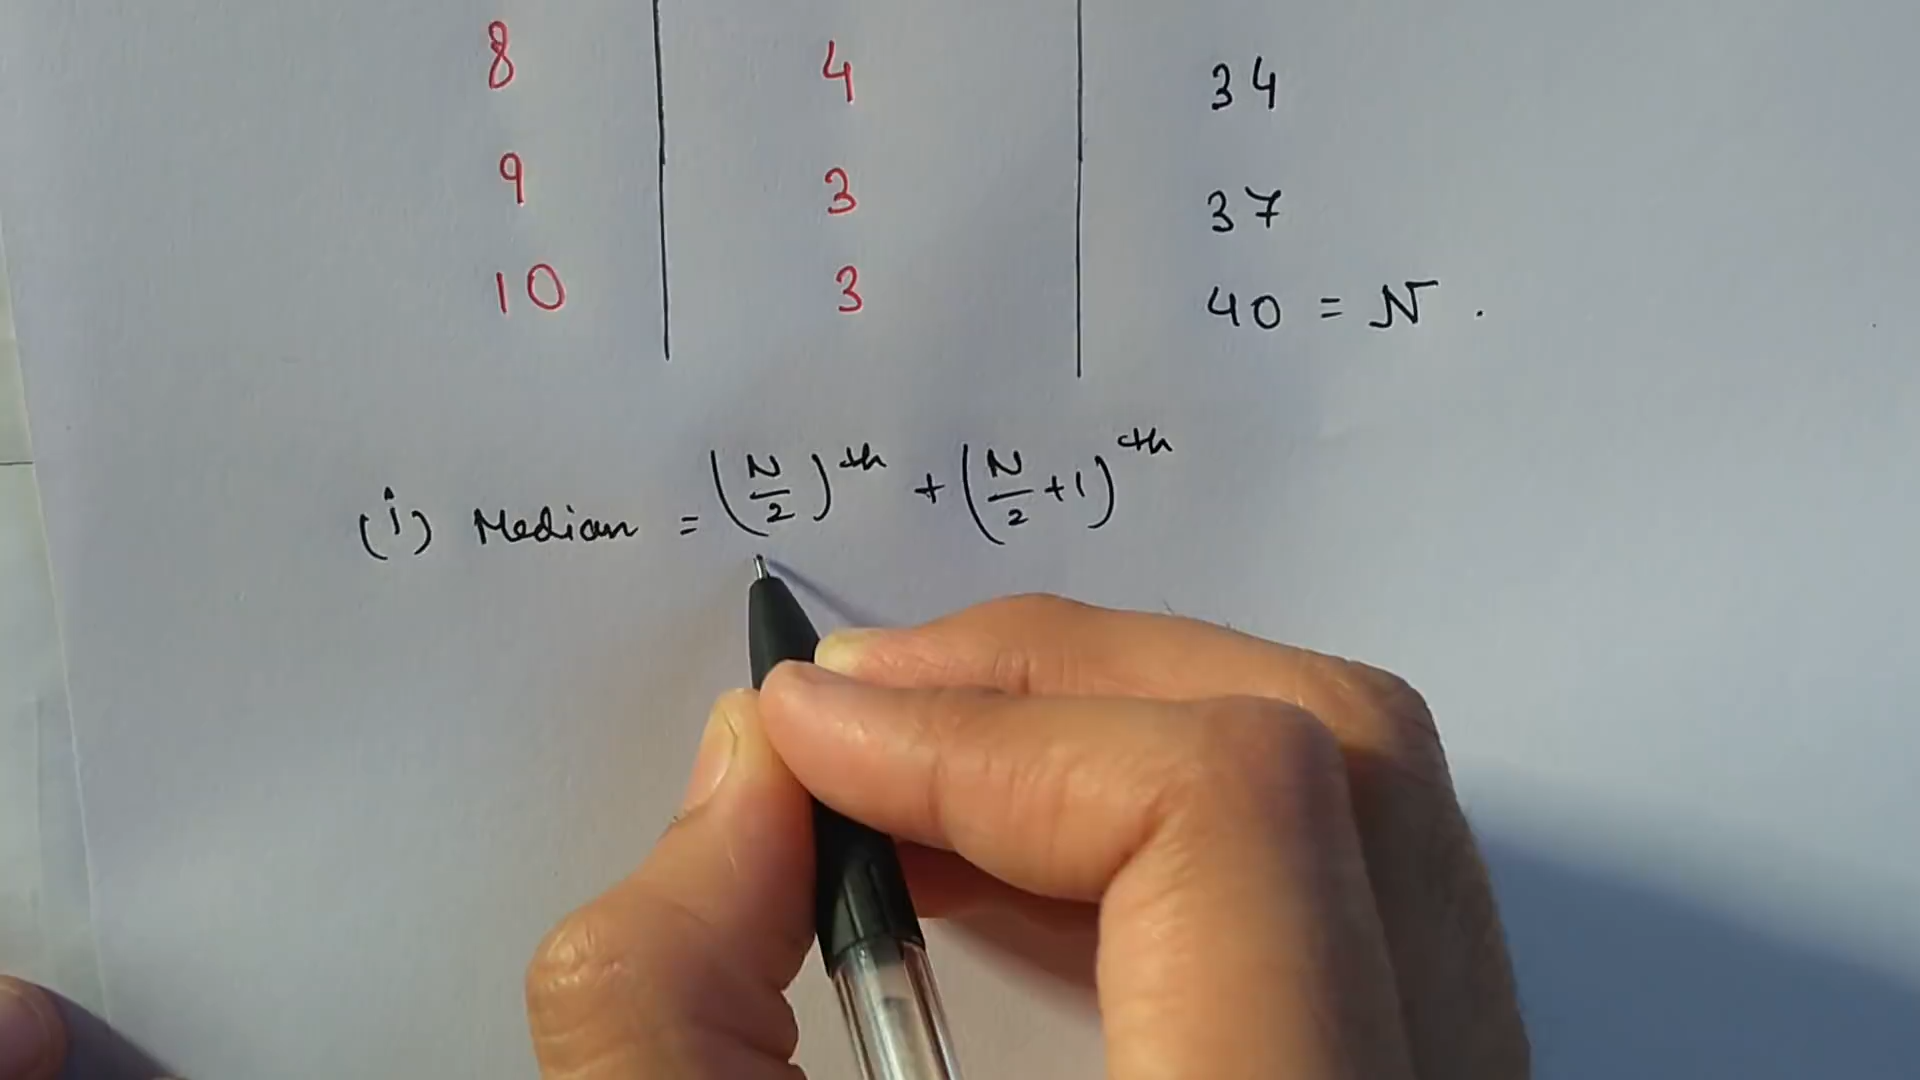 8 4 34
9 3 37
10 3 40 = N .
(i) Median = (N/2)th + (N/2 + 1)th